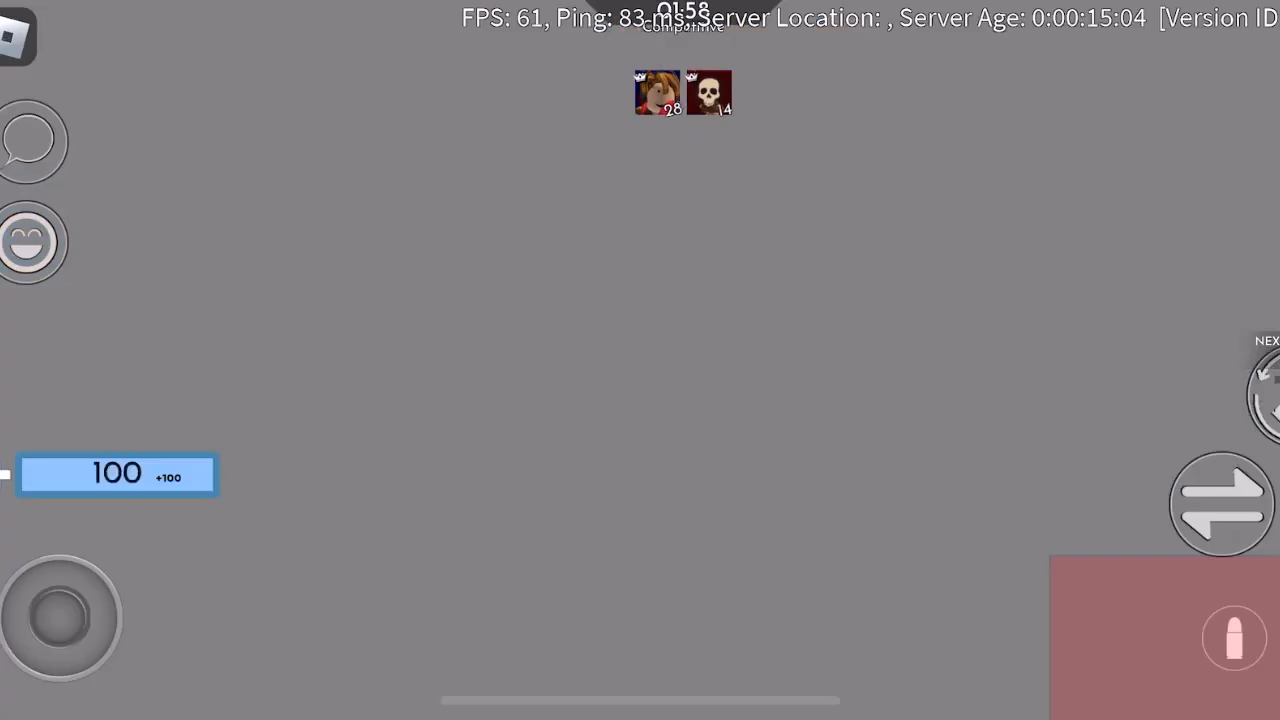 01:58
FPS: 61, Ping: 83 ms, Server Location: , Server Age: 0:00:15:04 [Version ID
Competitive
28 14
NEX
100 +100